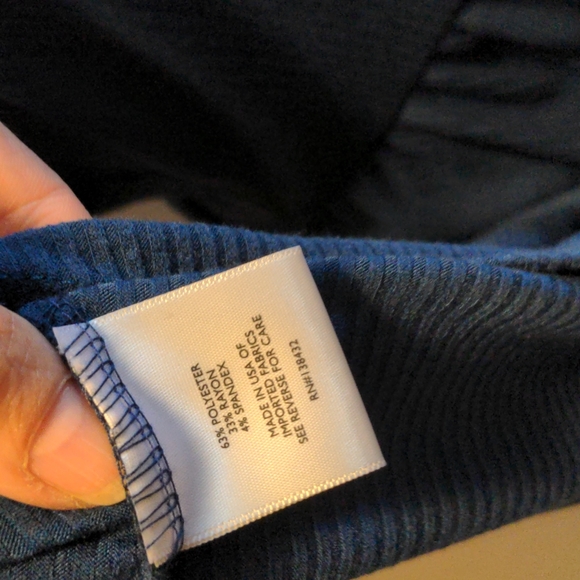 63% POLYESTER
33% RAYON
4% SPANDEX
MADE IN USA OF
IMPORTED FABRICS
SEE REVERSE FOR CARE
RN#138432